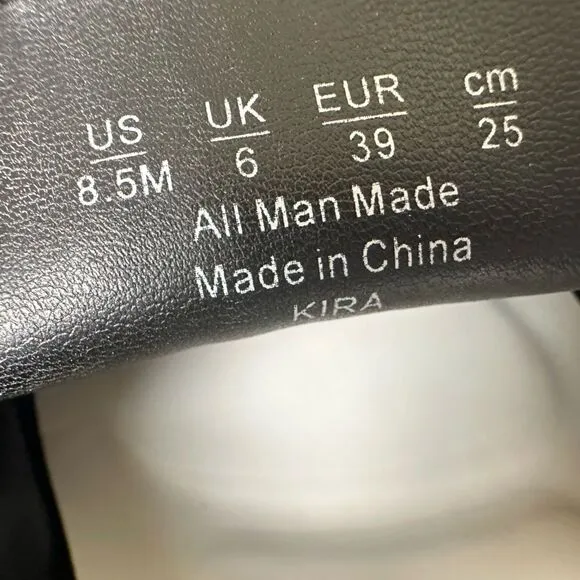 US UK EUR cm
8.5M 6 39 25
All Man Made
Made in China
KIRA